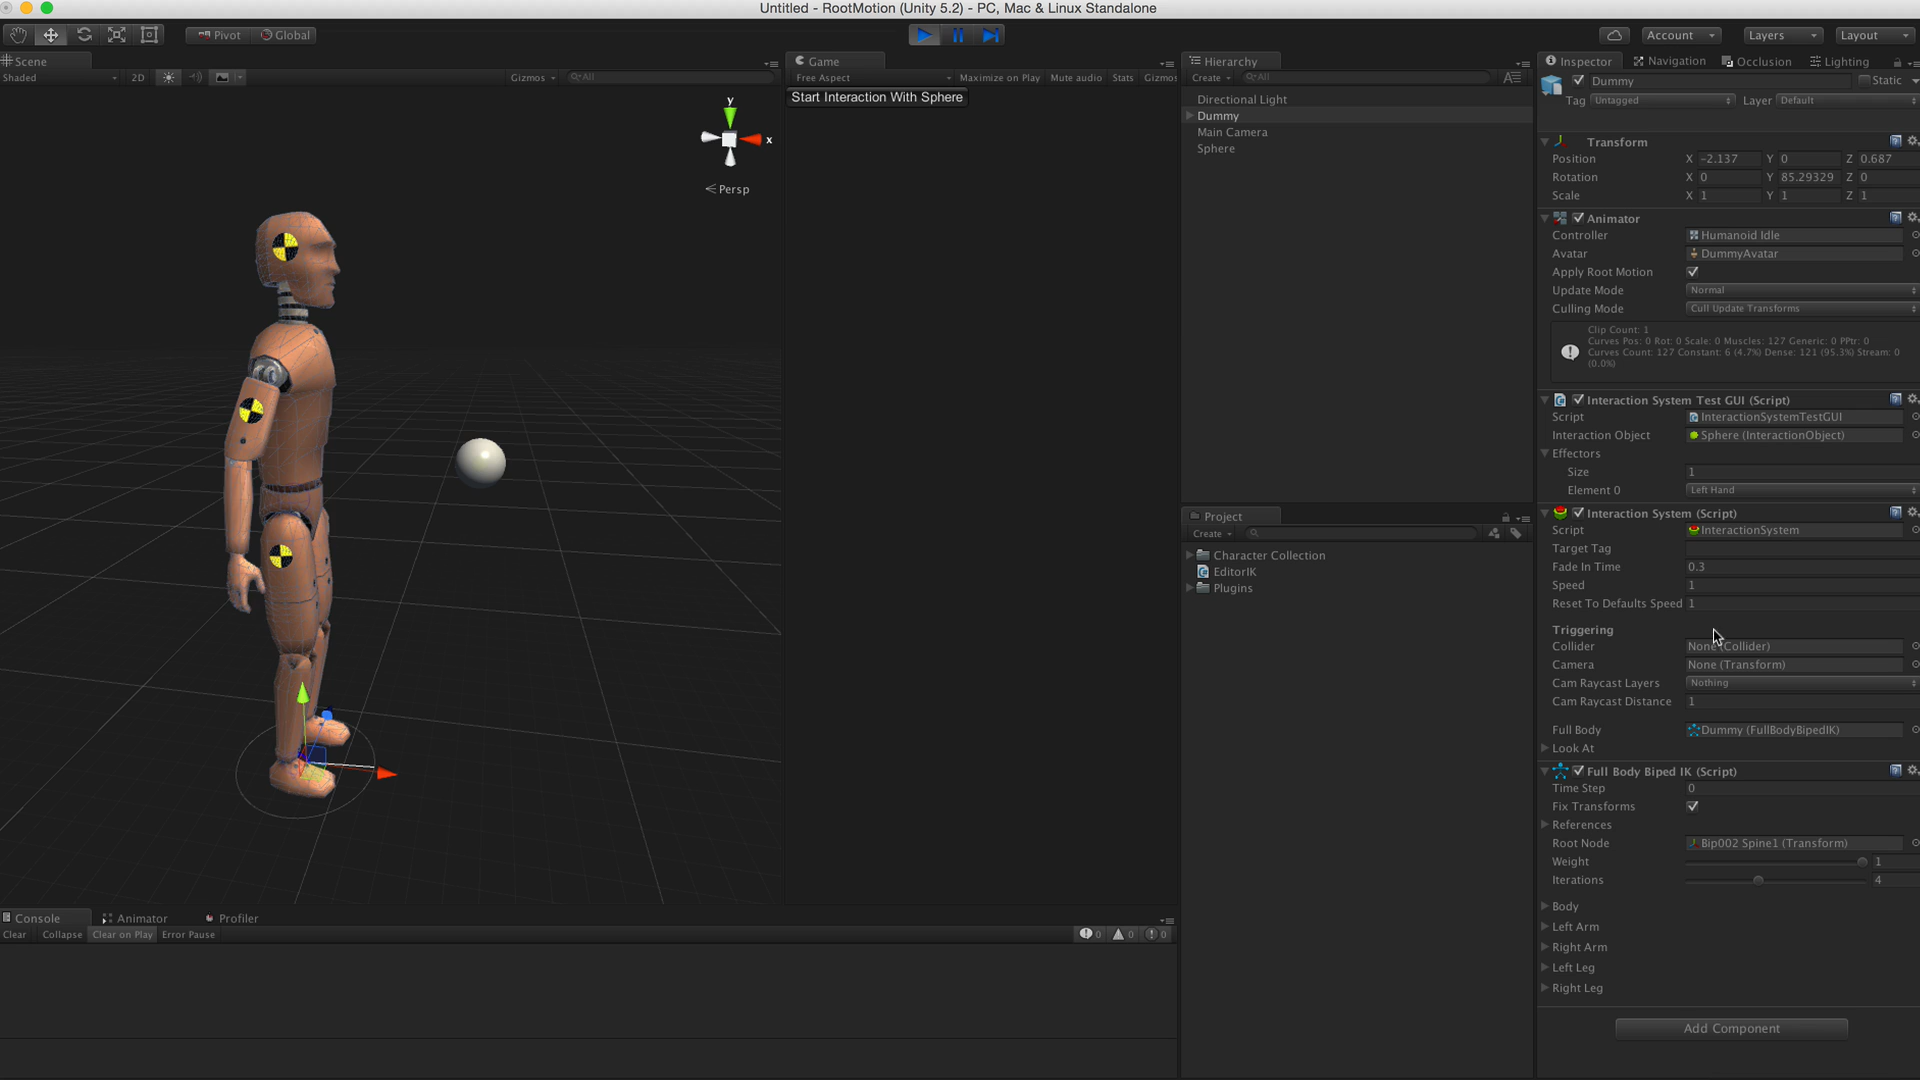 Untitled - RootMotion (Unity 5.2) - PC, Mac & Linux Standalone
Pivot Global Account Layers Layout
Scene
Shaded 2D Gizmos All
y
x
Persp
Game
Free Aspect Maximize on Play Mute audio Stats Gizmos
Start Interaction With Sphere
Hierarchy
Create All
Directional Light
Dummy
Main Camera
Sphere
Project
Create
Character Collection
EditorIK
Plugins
Console Animator Profiler
Clear Collapse Clear on Play Error Pause 0 0 0
Inspector Navigation Occlusion Lighting
Dummy Static
Tag Untagged Layer Default
Transform
Position X -2.137 Y 0 Z 0.687
Rotation X 0 Y 85.29329 Z 0
Scale X 1 Y 1 Z 1
Animator
Controller Humanoid Idle
Avatar DummyAvatar
Apply Root Motion
Update Mode Normal
Culling Mode Cull Update Transforms
Clip Count: 1
Curves Pos: 0 Rot: 0 Scale: 0 Muscles: 127 Generic: 0 PPtr: 0
Curves Count: 127 Constant: 6 (4.7%) Dense: 121 (95.3%) Stream: 0
(0.0%)
Interaction System Test GUI (Script)
Script InteractionSystemTestGUI
Interaction Object Sphere (InteractionObject)
Effectors
Size 1
Element 0 Left Hand
Interaction System (Script)
Script InteractionSystem
Target Tag
Fade In Time 0.3
Speed 1
Reset To Defaults Speed 1
Triggering
Collider None (Collider)
Camera None (Transform)
Cam Raycast Layers Nothing
Cam Raycast Distance 1
Full Body Dummy (FullBodyBipedIK)
Look At
Full Body Biped IK (Script)
Time Step 0
Fix Transforms
References
Root Node Bip002 Spine1 (Transform)
Weight 1
Iterations 4
Body
Left Arm
Right Arm
Left Leg
Right Leg
Add Component